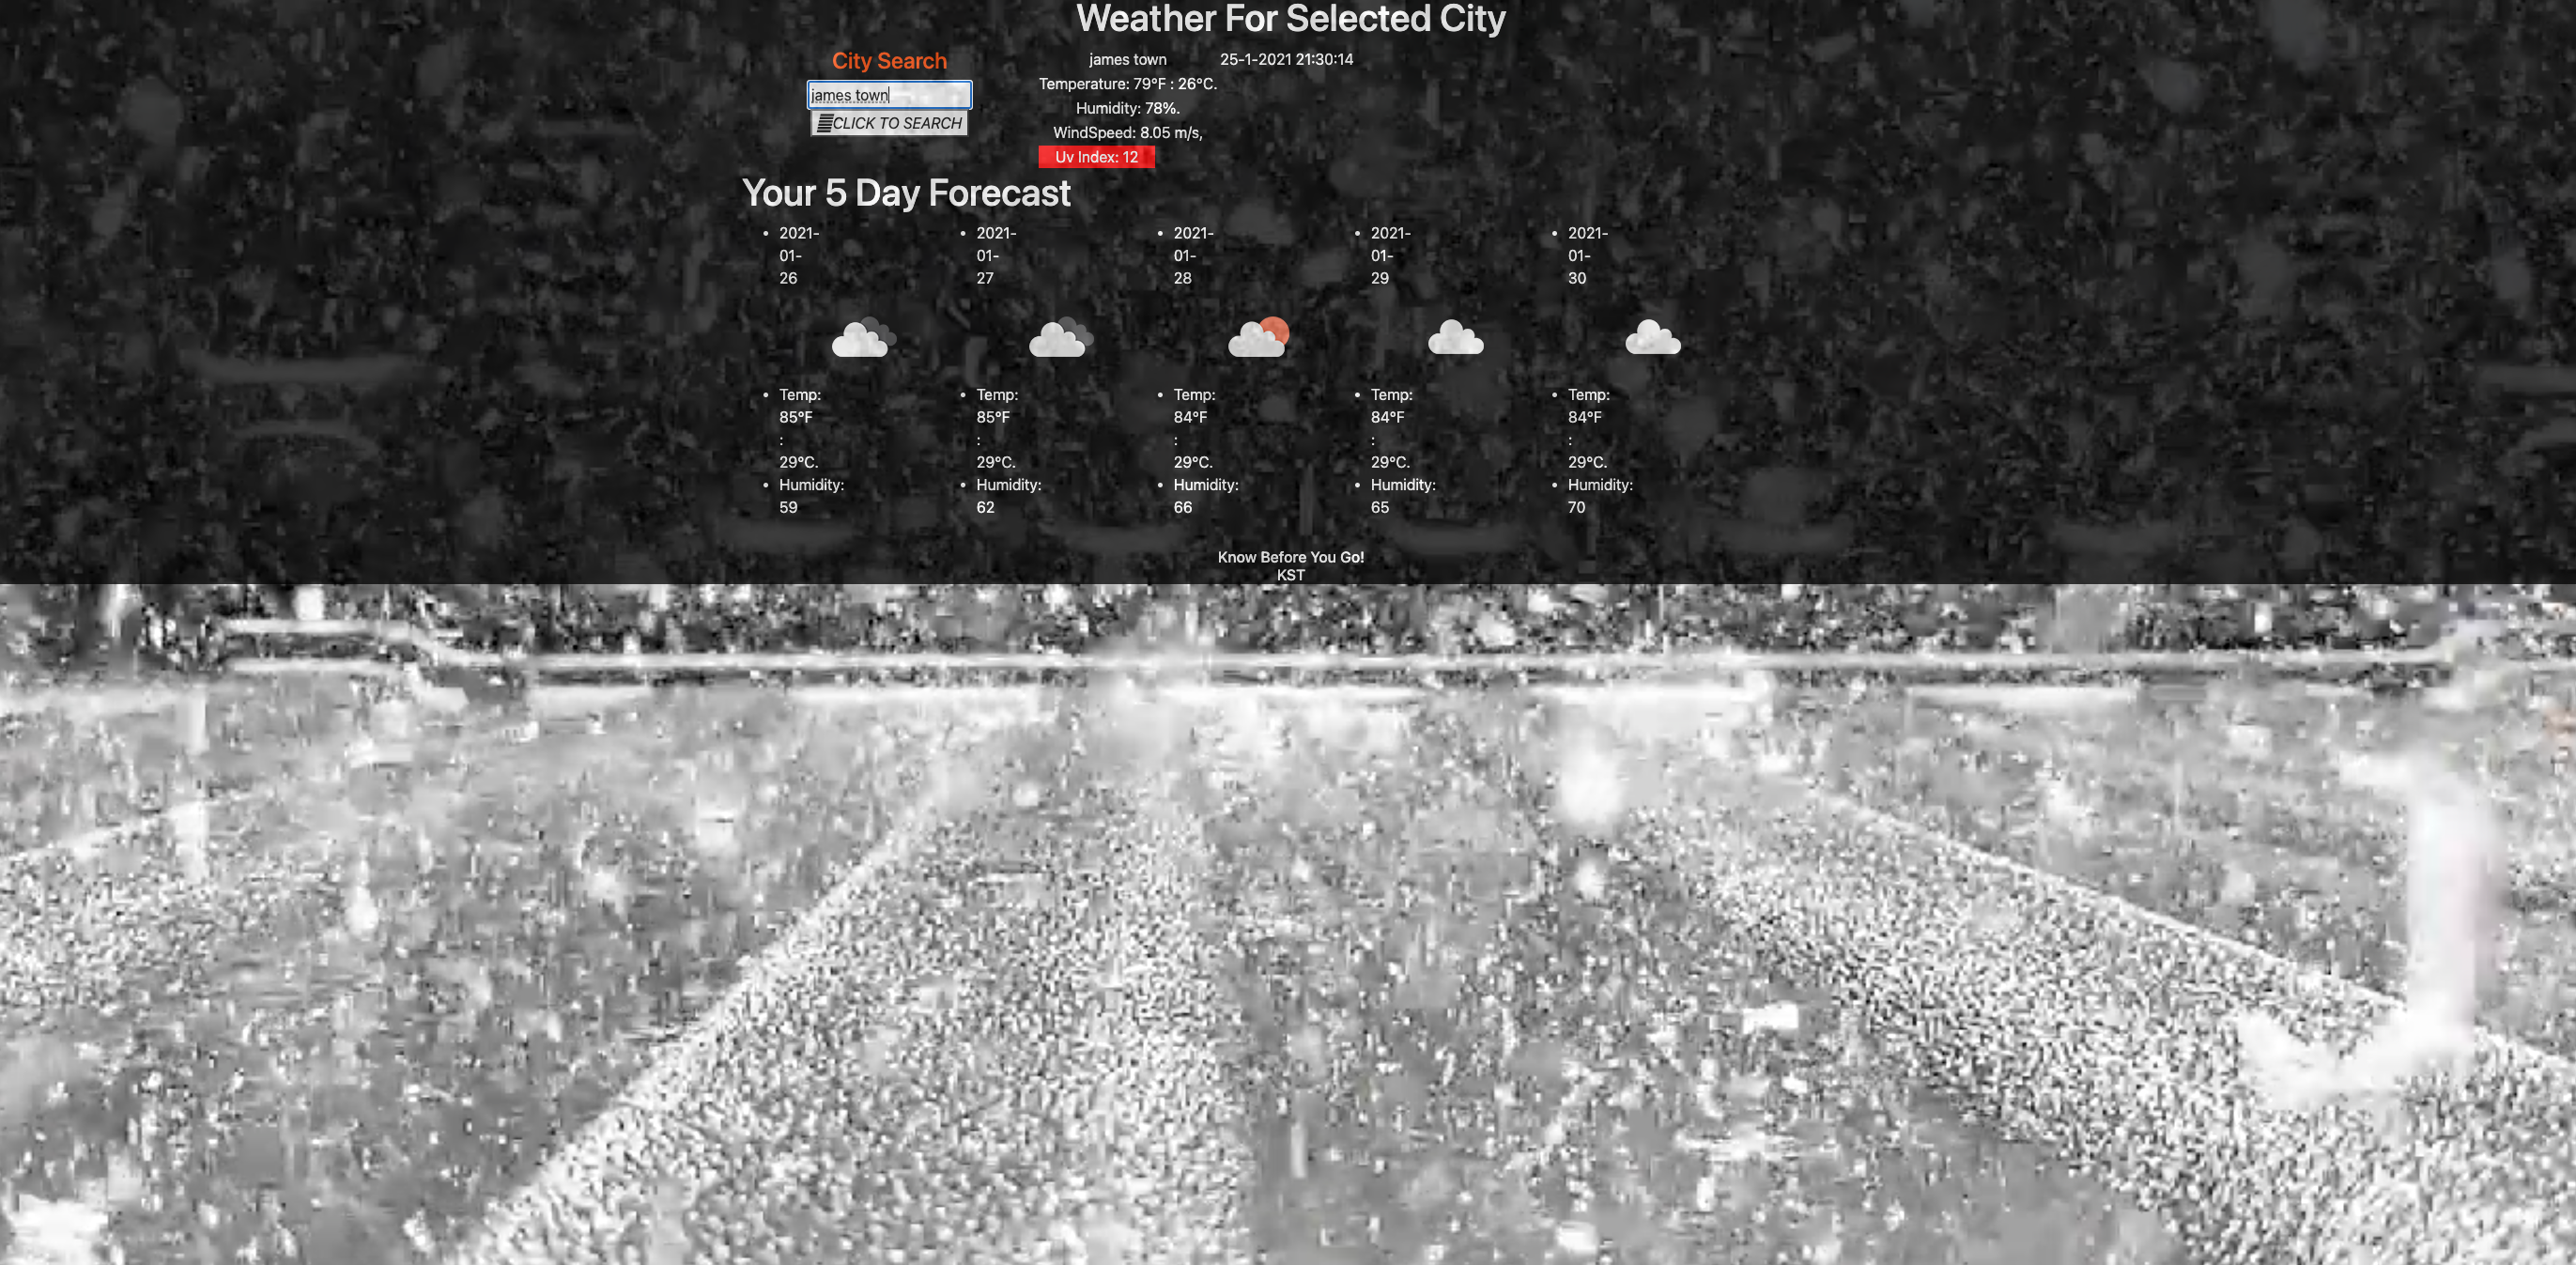 Weather For Selected City
City Search
james town
CLICK TO SEARCH
james town 25-1-2021 21:30:14
Temperature: 79°F : 26°C.
Humidity: 78%.
WindSpeed: 8.05 m/s,
Uv Index: 12
Your 5 Day Forecast
2021-
01-
26
Temp:
85°F
:
29°C.
Humidity:
59
2021-
01-
27
Temp:
85°F
:
29°C.
Humidity:
62
2021-
01-
28
Temp:
84°F
:
29°C.
Humidity:
66
2021-
01-
29
Temp:
84°F
:
29°C.
Humidity:
65
2021-
01-
30
Temp:
84°F
:
29°C.
Humidity:
70
Know Before You Go!
KST